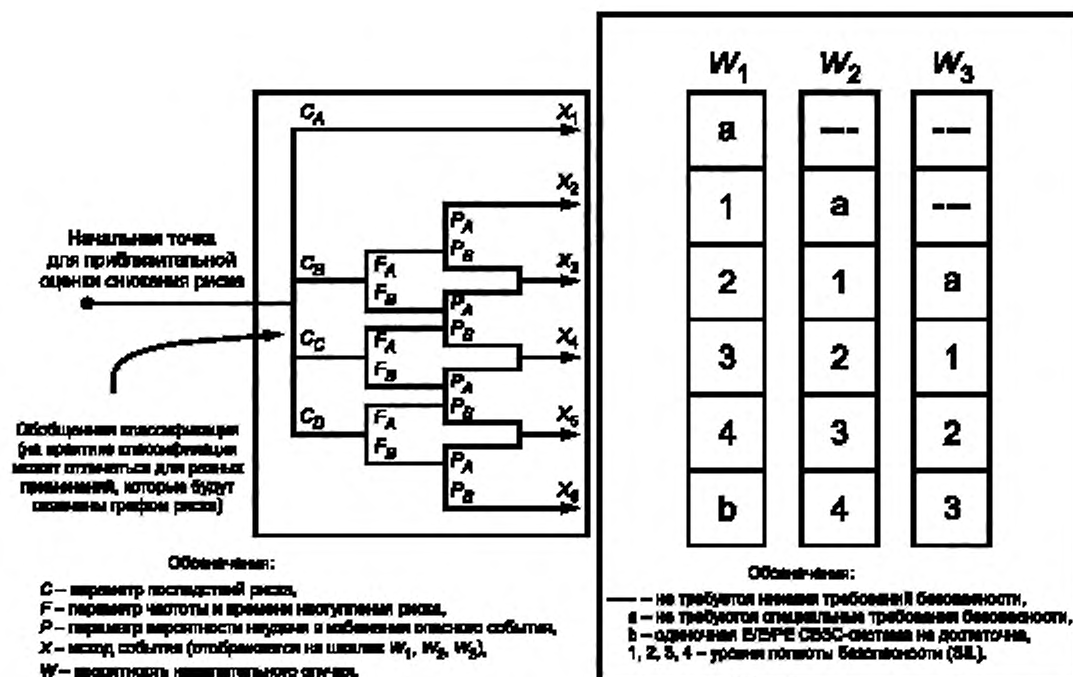 W1 W2 W3
CA X1
a --- ---
X2
1 a ---
PA
Начальная точка
для приблизительной
оценки снижения риска
PB
CB FA X3
2 1 a
FB PA
PB
CC FA X4
3 2 1
FB PA
PB
CD FA X5
4 3 2
FB PA
PB X6
b 4 3
Обобщенная классификация
(на практике классификация
может отличаться для разных
применений, которые будут
охвачены графом риска)
Обозначения:
C – параметр последствий риска,
F – параметр частоты и времени наступления риска,
P – параметр вероятности неудачи в избежании опасного события,
X – исход события (отображается на шкалах W1, W2, W3),
W – вероятность нежелательного случая.
Обозначения:
--- – не требуется никаких требований безопасности,
a – не требуются специальные требования безопасности,
b – одиночная Е/Е/РЕ СБЗС-система не достаточна,
1, 2, 3, 4 – уровни полноты безопасности (SIL).